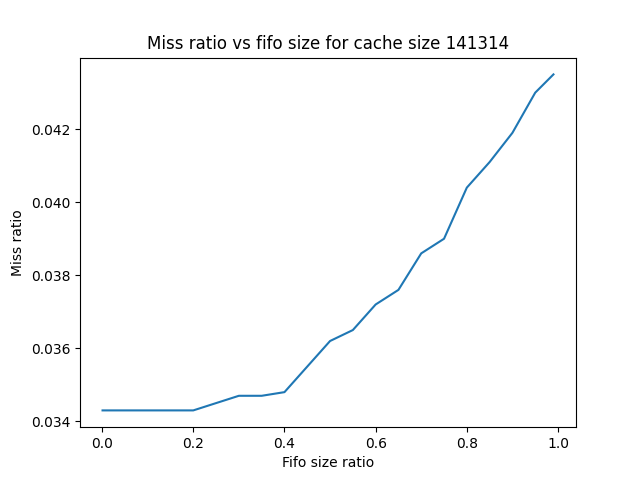 Miss ratio vs fifo size for cache size 141314
Miss ratio
0.042
0.040
0.038
0.036
0.034
0.0 0.2 0.4 0.6 0.8 1.0
Fifo size ratio